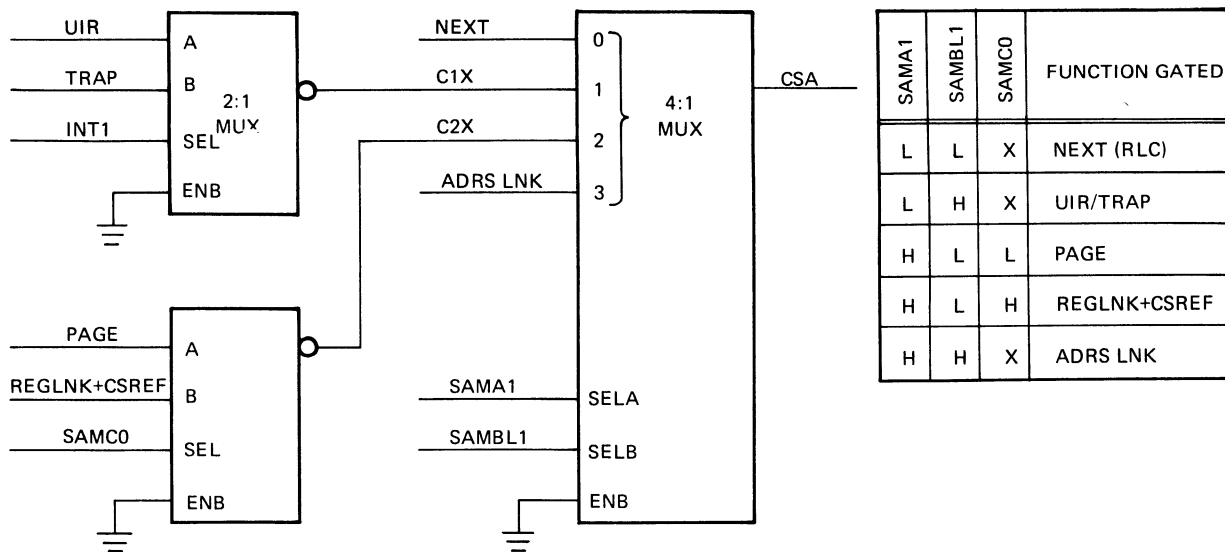 UIR
TRAP
INT1
A
B
SEL
ENB
2:1
MUX
PAGE
REGLNK+CSREF
SAMC0
A
B
SEL
ENB
NEXT
C1X
C2X
ADRS LNK
0
1
2
3
4:1
MUX
SAMA1
SAMBL1
SELA
SELB
ENB
CSA
SAMA1 SAMBL1 SAMC0 FUNCTION GATED
L L X NEXT (RLC)
L H X UIR/TRAP
H L L PAGE
H L H REGLNK+CSREF
H H X ADRS LNK